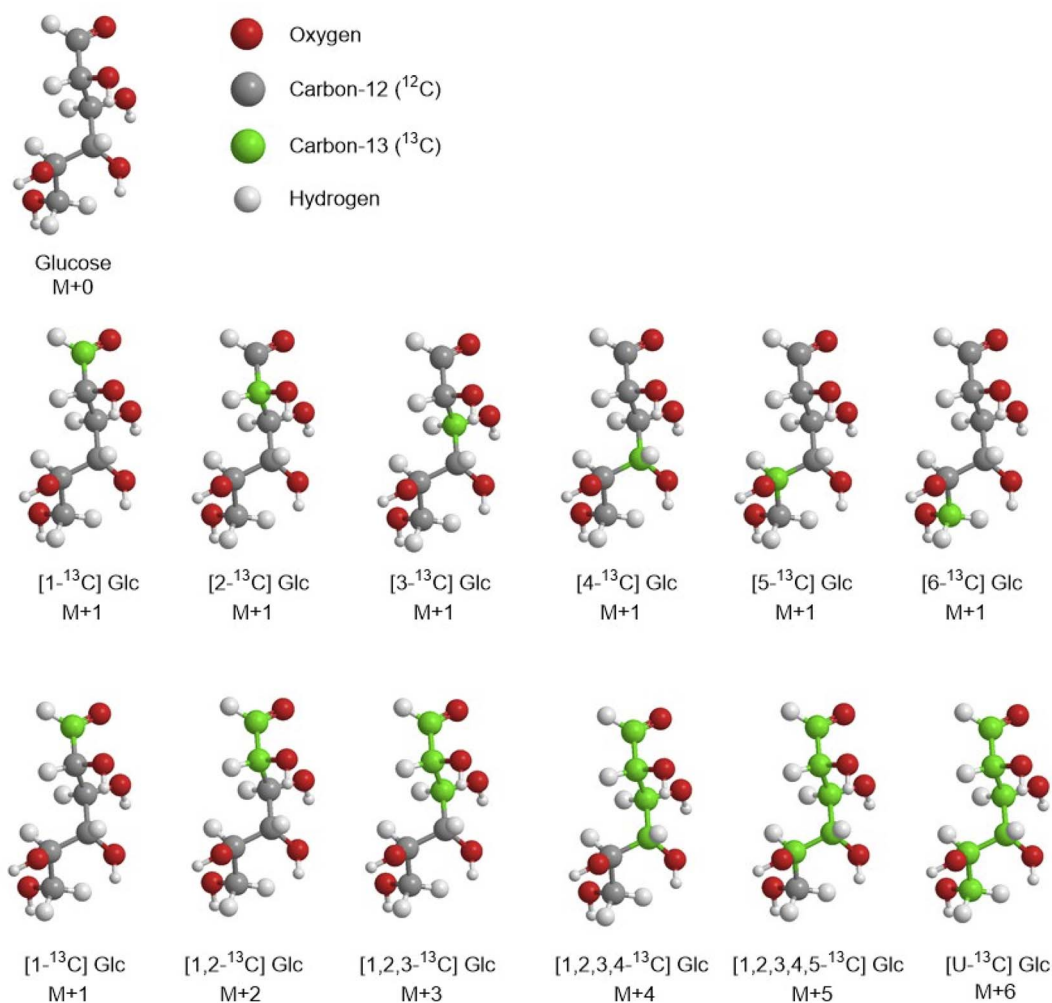 Oxygen
Carbon-12 (¹²C)
Carbon-13 (¹³C)
Hydrogen
Glucose
M+0
[1-¹³C] Glc
M+1
[2-¹³C] Glc
M+1
[3-¹³C] Glc
M+1
[4-¹³C] Glc
M+1
[5-¹³C] Glc
M+1
[6-¹³C] Glc
M+1
[1-¹³C] Glc
M+1
[1,2-¹³C] Glc
M+2
[1,2,3-¹³C] Glc
M+3
[1,2,3,4-¹³C] Glc
M+4
[1,2,3,4,5-¹³C] Glc
M+5
[U-¹³C] Glc
M+6